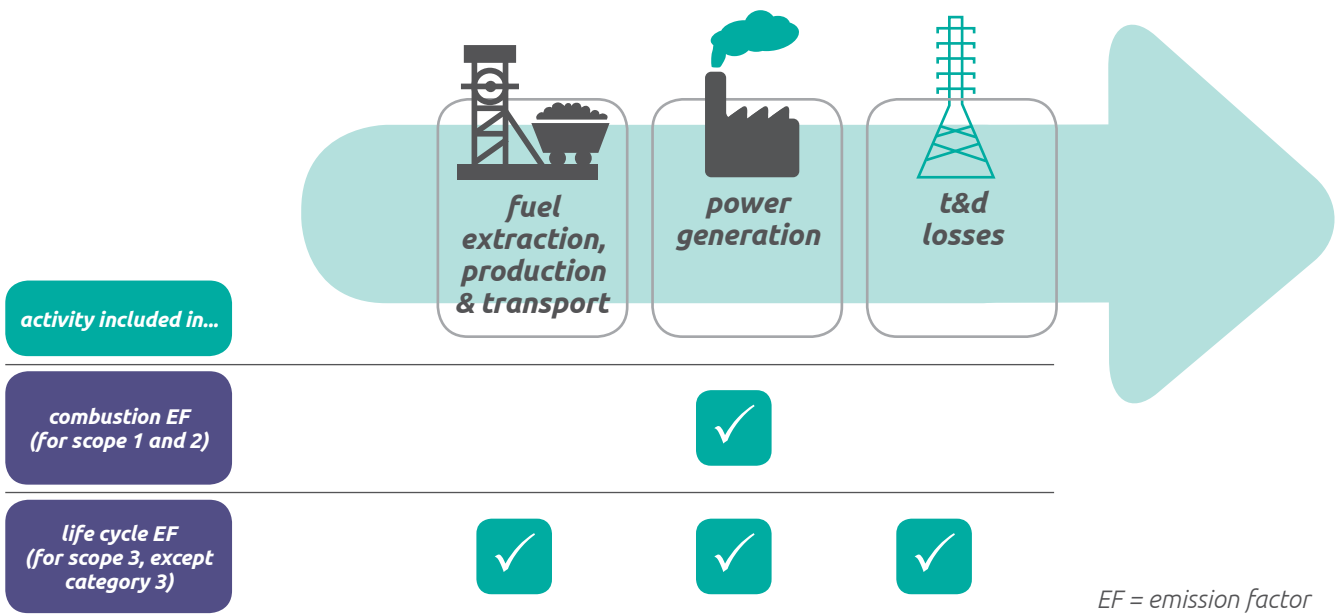 fuel
extraction,
production
& transport
power
generation
t&d
losses
activity included in...
combustion EF
(for scope 1 and 2)
life cycle EF
(for scope 3, except
category 3)
EF = emission factor